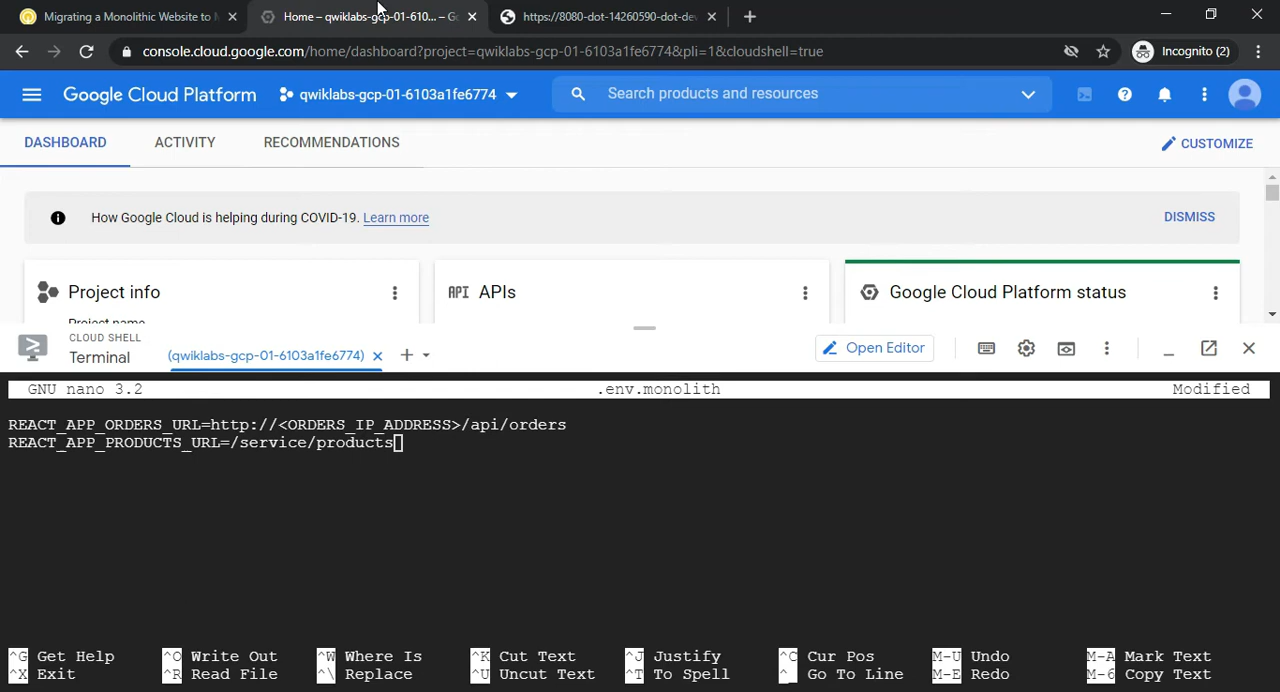 Migrating a Monolithic Website to
Home – qwiklabs-gcp-01-610... – Go
https://8080-dot-14260590-dot-dev
console.cloud.google.com/home/dashboard?project=qwiklabs-gcp-01-6103a1fe6774&pli=1&cloudshell=true
Incognito (2)
Google Cloud Platform
qwiklabs-gcp-01-6103a1fe6774
Search products and resources
DASHBOARD
ACTIVITY
RECOMMENDATIONS
CUSTOMIZE
How Google Cloud is helping during COVID-19. Learn more
DISMISS
Project info
API APIs
Google Cloud Platform status
Project name
CLOUD SHELL
Terminal
(qwiklabs-gcp-01-6103a1fe6774)
Open Editor
GNU nano 3.2 .env.monolith Modified
REACT_APP_ORDERS_URL=http://<ORDERS_IP_ADDRESS>/api/orders
REACT_APP_PRODUCTS_URL=/service/products
^G Get Help ^O Write Out ^W Where Is ^K Cut Text ^J Justify ^C Cur Pos M-U Undo M-A Mark Text
^X Exit ^R Read File ^\ Replace ^U Uncut Text ^T To Spell ^_ Go To Line M-E Redo M-6 Copy Text